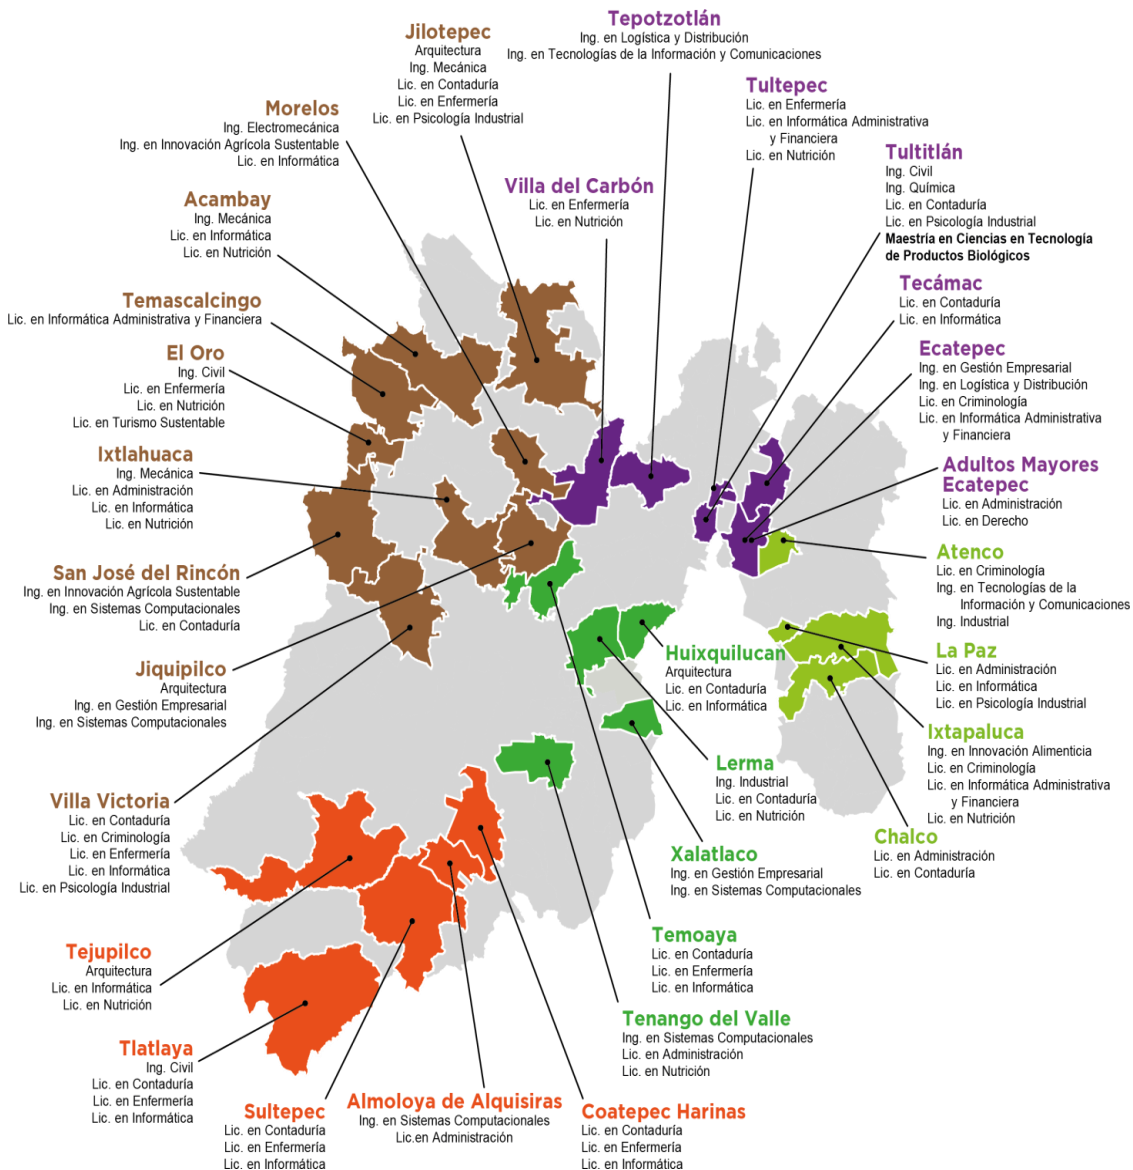 Tepotzotlán
Ing. en Logística y Distribución
Ing. en Tecnologías de la Información y Comunicaciones
Jilotepec
Arquitectura
Ing. Mecánica
Lic. en Contaduría
Lic. en Enfermería
Lic. en Psicología Industrial
Tultepec
Lic. en Enfermería
Lic. en Informática Administrativa
y Financiera
Lic. en Nutrición
Morelos
Ing. Electromecánica
Ing. en Innovación Agrícola Sustentable
Lic. en Informática
Tultitlán
Ing. Civil
Ing. Química
Lic. en Contaduría
Lic. en Psicología Industrial
Maestría en Ciencias en Tecnología
de Productos Biológicos
Villa del Carbón
Lic. en Enfermería
Lic. en Nutrición
Acambay
Ing. Mecánica
Lic. en Informática
Lic. en Nutrición
Tecámac
Lic. en Contaduría
Lic. en Informática
Temascalcingo
Lic. en Informática Administrativa y Financiera
Ecatepec
Ing. en Gestión Empresarial
Ing. en Logística y Distribución
Lic. en Criminología
Lic. en Informática Administrativa
y Financiera
El Oro
Ing. Civil
Lic. en Enfermería
Lic. en Nutrición
Lic. en Turismo Sustentable
Ixtlahuaca
Ing. Mecánica
Lic. en Administración
Lic. en Informática
Lic. en Nutrición
Adultos Mayores
Ecatepec
Lic. en Administración
Lic. en Derecho
Atenco
Lic. en Criminología
Ing. en Tecnologías de la
Información y Comunicaciones
Ing. Industrial
San José del Rincón
Ing. en Innovación Agrícola Sustentable
Ing. en Sistemas Computacionales
Lic. en Contaduría
Huixquilucan
Arquitectura
Lic. en Contaduría
Lic. en Informática
La Paz
Lic. en Administración
Lic. en Informática
Lic. en Psicología Industrial
Jiquipilco
Arquitectura
Ing. en Gestión Empresarial
Ing. en Sistemas Computacionales
Ixtapaluca
Ing. en Innovación Alimenticia
Lic. en Criminología
Lic. en Informática Administrativa
y Financiera
Lic. en Nutrición
Lerma
Ing. Industrial
Lic. en Contaduría
Lic. en Nutrición
Villa Victoria
Lic. en Contaduría
Lic. en Criminología
Lic. en Enfermería
Lic. en Informática
Lic. en Psicología Industrial
Chalco
Lic. en Administración
Lic. en Contaduría
Xalatlaco
Ing. en Gestión Empresarial
Ing. en Sistemas Computacionales
Temoaya
Lic. en Contaduría
Lic. en Enfermería
Lic. en Informática
Tejupilco
Arquitectura
Lic. en Informática
Lic. en Nutrición
Tenango del Valle
Ing. en Sistemas Computacionales
Lic. en Administración
Lic. en Nutrición
Tlatlaya
Ing. Civil
Lic. en Contaduría
Lic. en Enfermería
Lic. en Informática
Sultepec
Lic. en Contaduría
Lic. en Enfermería
Lic. en Informática
Almoloya de Alquisiras
Ing. en Sistemas Computacionales
Lic.en Administración
Coatepec Harinas
Lic. en Contaduría
Lic. en Enfermería
Lic. en Informática